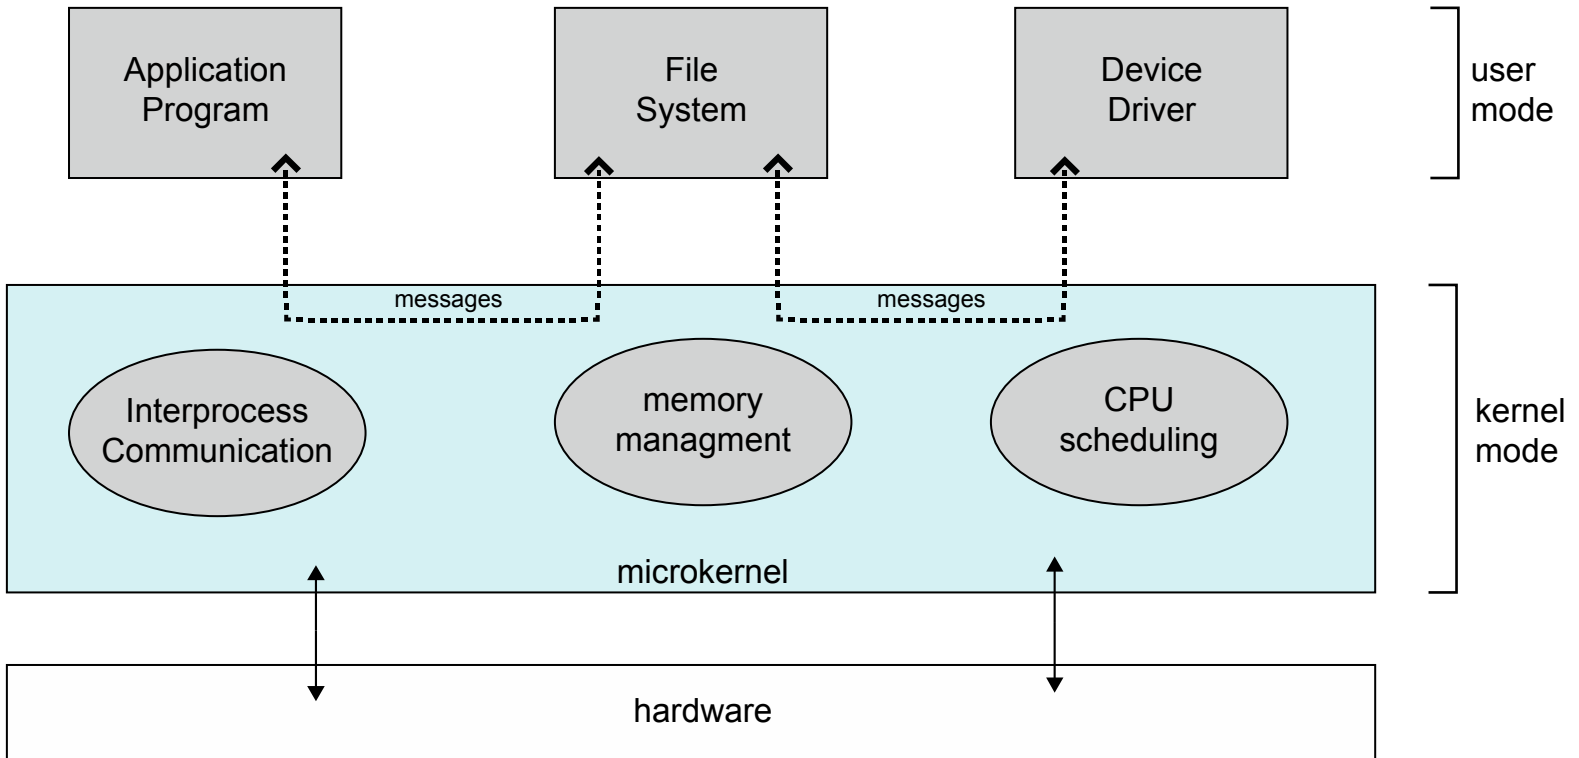 Application
Program
File
System
Device
Driver
user
mode
messages
messages
Interprocess
Communication
memory
managment
CPU
scheduling
kernel
mode
microkernel
hardware